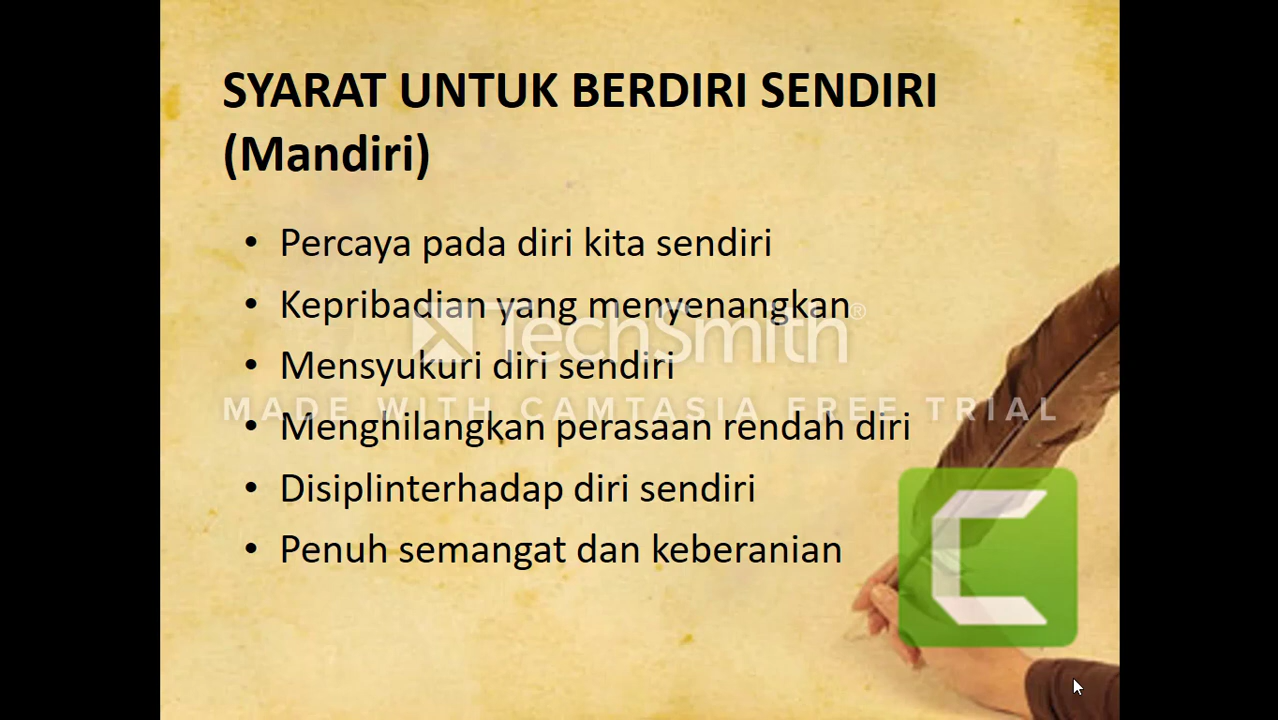 SYARAT UNTUK BERDIRI SENDIRI
(Mandiri)
• Percaya pada diri kita sendiri
• Kepribadian yang menyenangkan
TechSmith®
• Mensyukuri diri sendiri
MADE WITH CAMTASIA FREE TRIAL
• Menghilangkan perasaan rendah diri
• Disiplinterhadap diri sendiri
• Penuh semangat dan keberanian